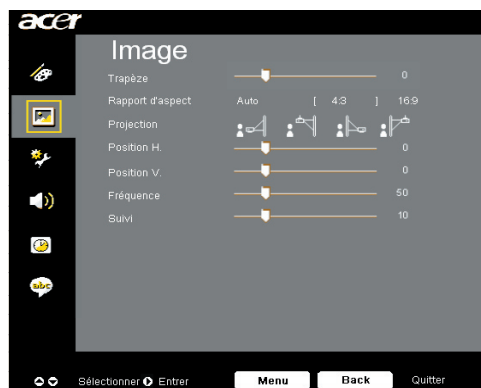 acer
Image
Trapèze 0
Rapport d'aspect Auto [ 4:3 ] 16:9
Projection
Position H. 0
Position V. 0
Fréquence 50
Suivi 10
abc
Sélectionner Entrer Menu Back Quitter